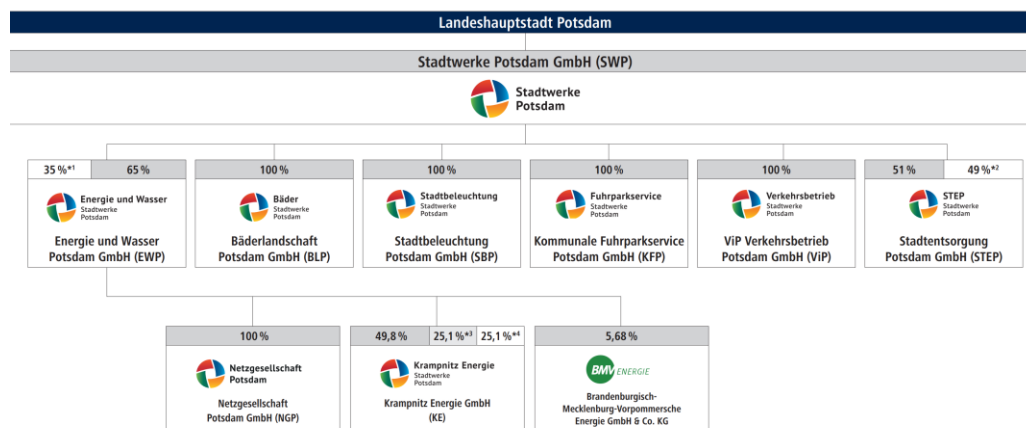 Landeshauptstadt Potsdam
Stadtwerke Potsdam GmbH (SWP)
Stadtwerke
Potsdam
35 %*1 65 %
Energie und Wasser
Stadtwerke
Potsdam
Energie und Wasser
Potsdam GmbH (EWP)
100 %
Bäder
Stadtwerke
Potsdam
Bäderlandschaft
Potsdam GmbH (BLP)
100 %
Stadtbeleuchtung
Stadtwerke
Potsdam
Stadtbeleuchtung
Potsdam GmbH (SBP)
100 %
Fuhrparkservice
Stadtwerke
Potsdam
Kommunale Fuhrparkservice
Potsdam GmbH (KFP)
100 %
Verkehrsbetrieb
Stadtwerke
Potsdam
ViP Verkehrsbetrieb
Potsdam GmbH (ViP)
51 % 49 %*2
STEP
Stadtwerke
Potsdam
Stadtentsorgung
Potsdam GmbH (STEP)
100 %
Netzgesellschaft
Potsdam
Netzgesellschaft
Potsdam GmbH (NGP)
49,8 % 25,1 %*3 25,1 %*4
Krampnitz Energie
Stadtwerke
Potsdam
Krampnitz Energie GmbH
(KE)
5,68 %
BMV ENERGIE
Brandenburgisch-
Mecklenburg-Vorpommersche
Energie GmbH & Co. KG